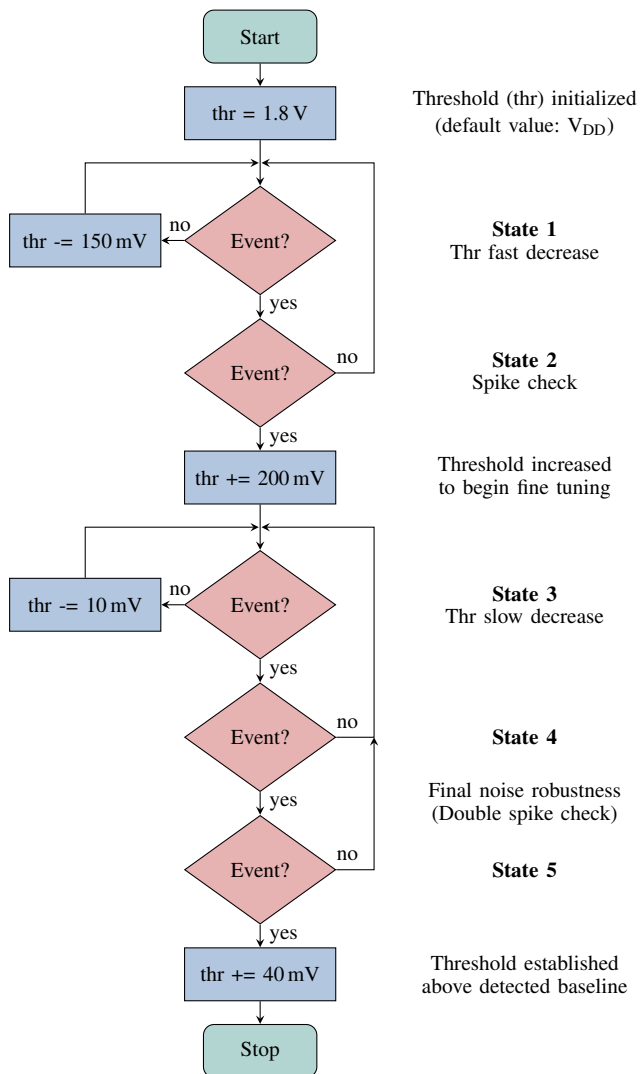 Start
thr = 1.8 V
Threshold (thr) initialized
(default value: V_DD)
thr -= 150 mV
no
Event?
State 1
Thr fast decrease
yes
Event?
no
State 2
Spike check
yes
thr += 200 mV
Threshold increased
to begin fine tuning
thr -= 10 mV
no
Event?
State 3
Thr slow decrease
yes
Event?
no
State 4
yes
Final noise robustness
(Double spike check)
Event?
no
State 5
yes
thr += 40 mV
Threshold established
above detected baseline
Stop